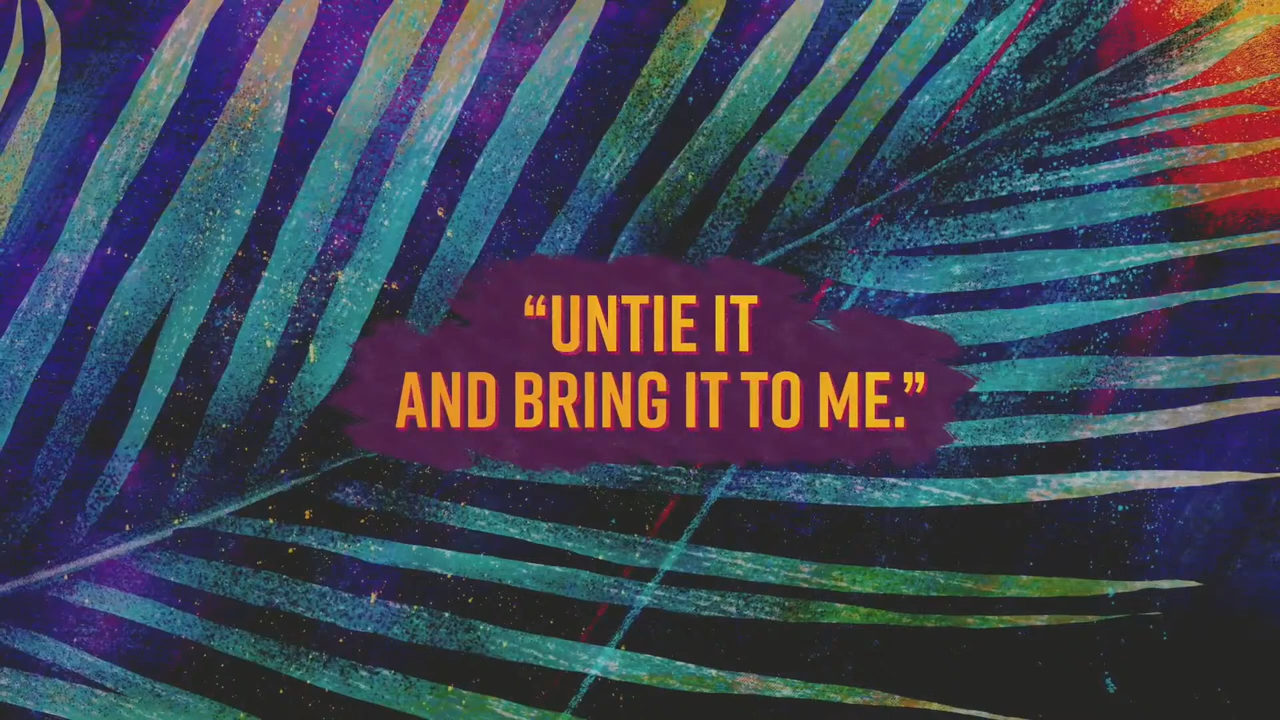 “UNTIE IT
AND BRING IT TO ME.”